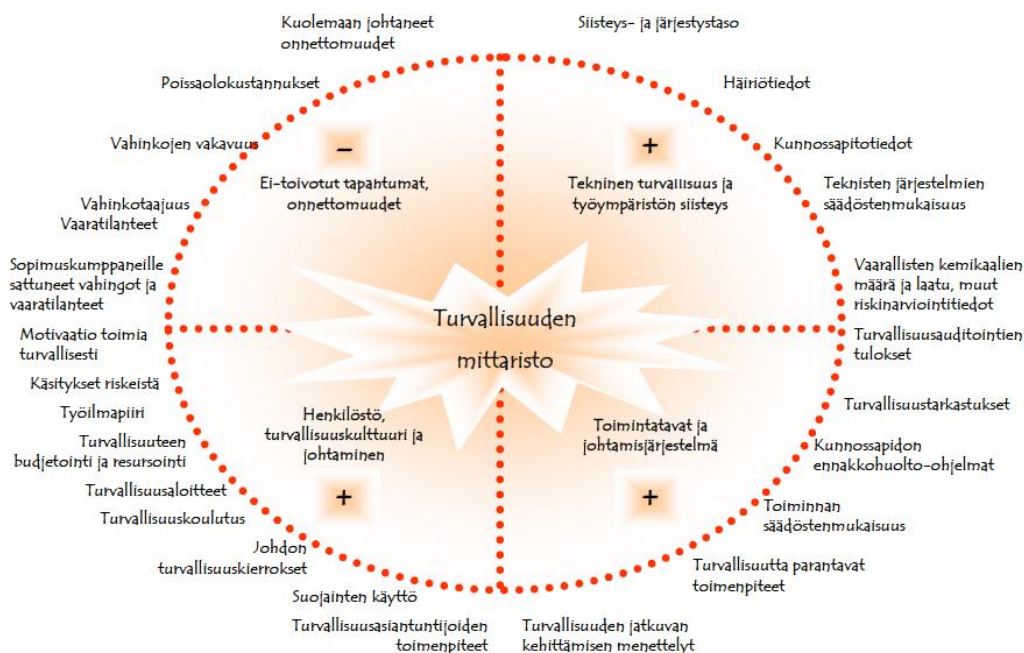 Kuolemaan johtaneet
onnettomuudet
Siisteys- ja järjestystaso
Poissaolokustannukset
Häiriötiedot
Vahinkojen vakavuus
Kunnossapitotiedot
−
+
Ei-toivotut tapahtumat,
onnettomuudet
Tekninen turvallisuus ja
työympäristön siisteys
Vahinkotaajuus
Vaaratilanteet
Teknisten järjestelmien
säädöstenmukaisuus
Sopimuskumppaneille
sattuneet vahingot ja
vaaratilanteet
Vaarallisten kemikaalien
määrä ja laatu, muut
riskinarviointitiedot
Turvallisuuden
mittaristo
Motivaatio toimia
turvallisesti
Turvallisuusauditointien
tulokset
Käsitykset riskeistä
Työilmapiiri
Turvallisuustarkastukset
Henkilöstö,
turvallisuuskulttuuri ja
johtaminen
Toimintatavat ja
johtamisjärjestelmä
Turvallisuuteen
budjetointi ja resursointi
Kunnossapidon
ennakkohuolto-ohjelmat
+
+
Turvallisuusaloitteet
Turvallisuuskoulutus
Toiminnan
säädöstenmukaisuus
Johdon
turvallisuuskierrokset
Turvallisuutta parantavat
toimenpiteet
Suojainten käyttö
Turvallisuusasiantuntijoiden
toimenpiteet
Turvallisuuden jatkuvan
kehittämisen menettelyt